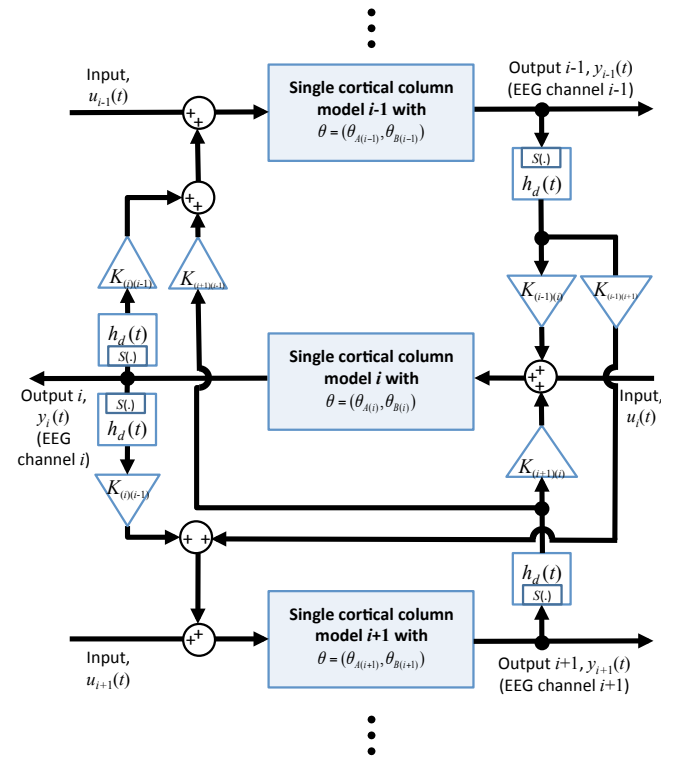 Input,
u_{i-1}(t)
Single cortical column
model i-1 with
θ = (θ_{A(i-1)}, θ_{B(i-1)})
Output i-1, y_{i-1}(t)
(EEG channel i-1)
+
+
S(.)
h_d(t)
+
+
K_{(i)(i-1)}
K_{(i+1)(i-1)}
K_{(i-1)(i)}
K_{(i-1)(i+1)}
h_d(t)
S(.)
Single cortical column
model i with
θ = (θ_{A(i)}, θ_{B(i)})
+
+
+
Output i,
y_i(t)
(EEG
channel i)
S(.)
h_d(t)
Input,
u_i(t)
K_{(i+1)(i)}
K_{(i)(i-1)}
+ +
h_d(t)
S(.)
Single cortical column
model i+1 with
θ = (θ_{A(i+1)}, θ_{B(i+1)})
+
+
Input,
u_{i+1}(t)
Output i+1, y_{i+1}(t)
(EEG channel i+1)